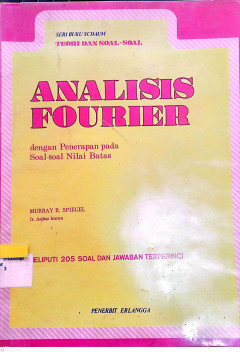 SERI BUKU SCHAUM
TEORI DAN SOAL-SOAL
ANALISIS
FOURIER
dengan Penerapan pada
Soal-soal Nilai Batas
MURRAY R. SPIEGEL
ELIPUTI 205 SOAL DAN JAWABAN TERPERINCI
PENERBIT ERLANGGA